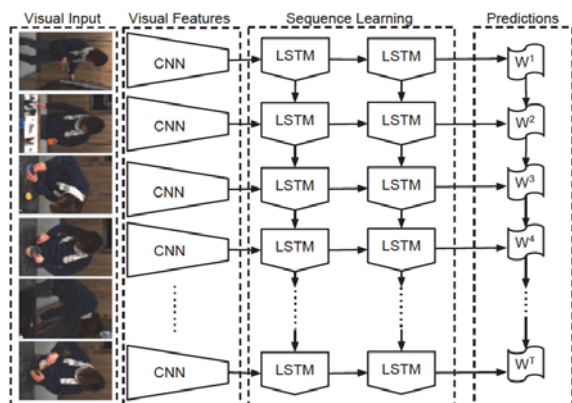 Visual Input Visual Features Sequence Learning Predictions
CNN LSTM LSTM W¹
CNN LSTM LSTM W²
CNN LSTM LSTM W³
CNN LSTM LSTM W⁴
CNN LSTM LSTM Wᵀ